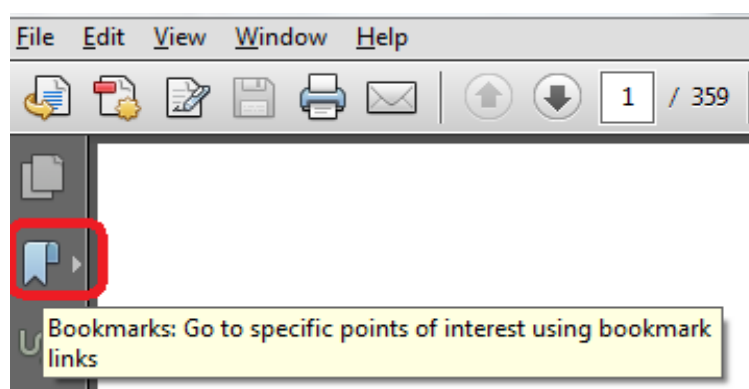 File Edit View Window Help
1 / 359
Bookmarks: Go to specific points of interest using bookmark
links